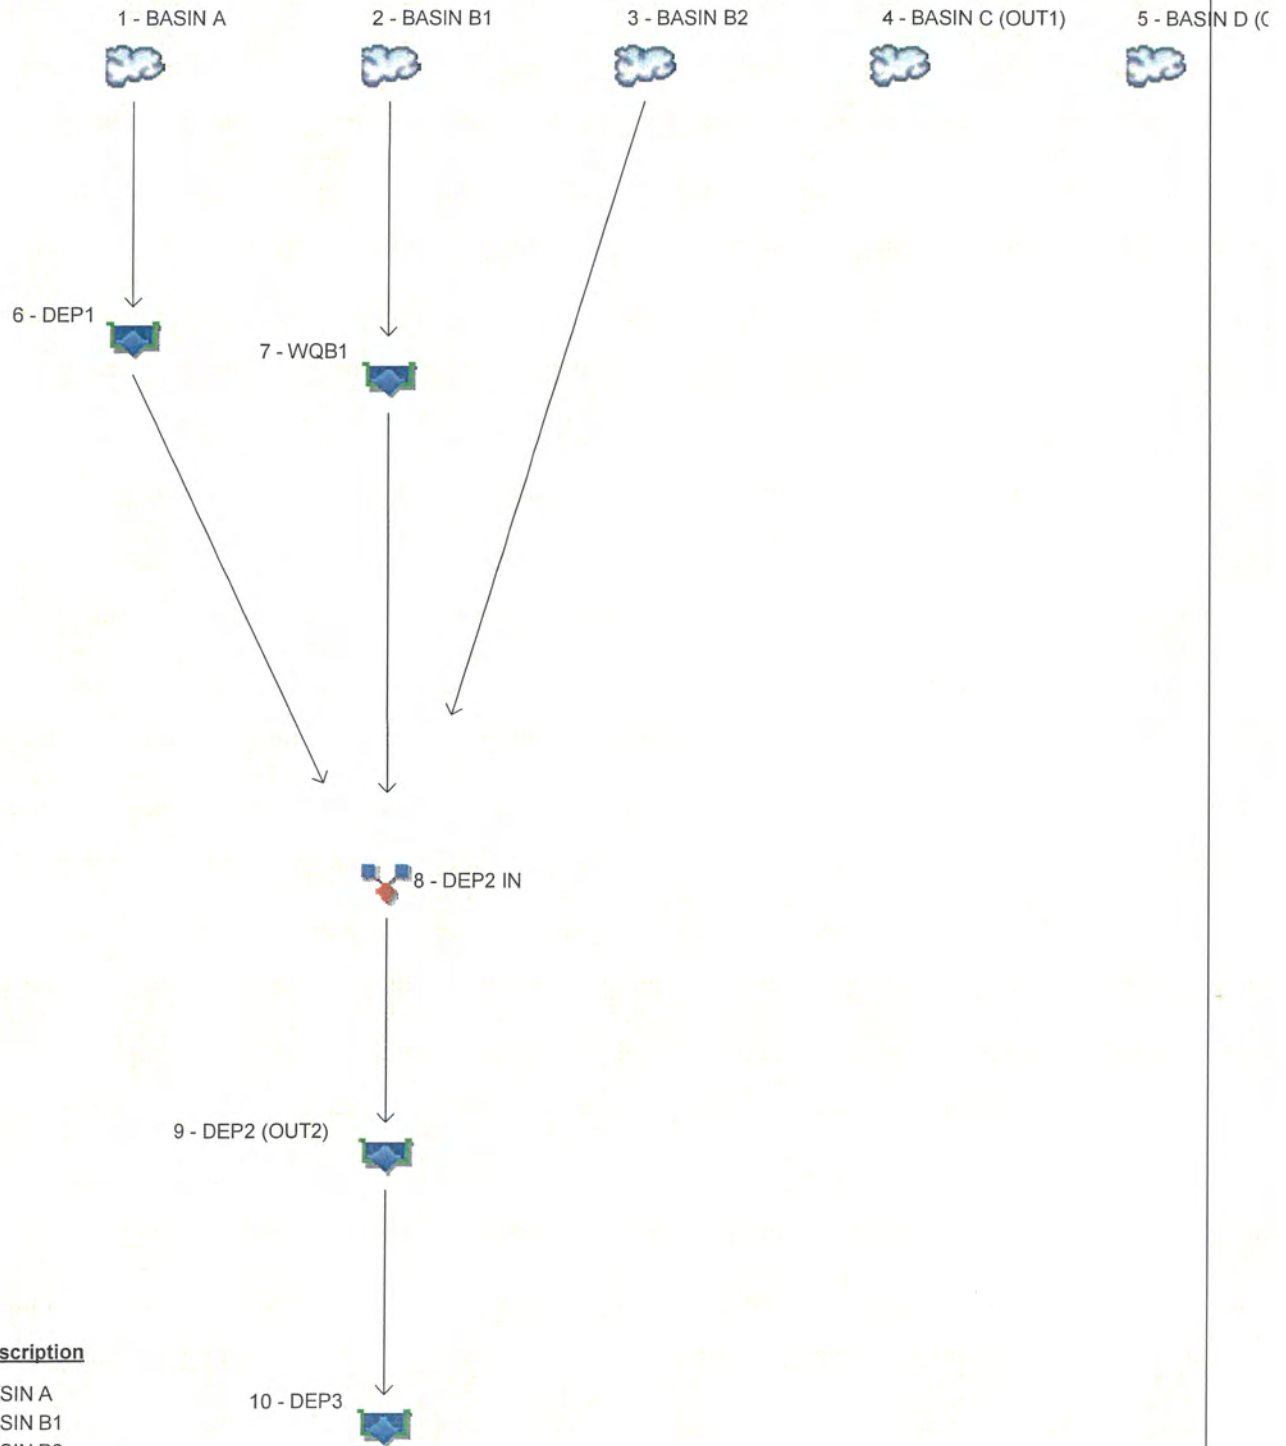 1 - BASIN A
2 - BASIN B1
3 - BASIN B2
4 - BASIN C (OUT1)
5 - BASIN D (
6 - DEP1
7 - WQB1
8 - DEP2 IN
9 - DEP2 (OUT2)
scription
SIN A
10 - DEP3
SIN B1